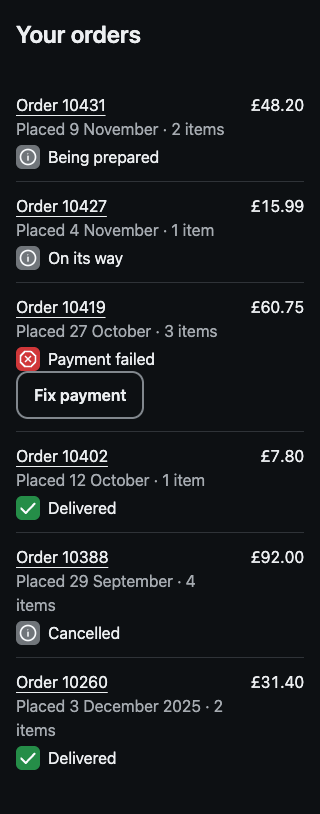 Your orders
Order 10431 £48.20
Placed 9 November · 2 items
Being prepared
Order 10427 £15.99
Placed 4 November · 1 item
On its way
Order 10419 £60.75
Placed 27 October · 3 items
Payment failed
Fix payment
Order 10402 £7.80
Placed 12 October · 1 item
Delivered
Order 10388 £92.00
Placed 29 September · 4
items
Cancelled
Order 10260 £31.40
Placed 3 December 2025 · 2
items
Delivered